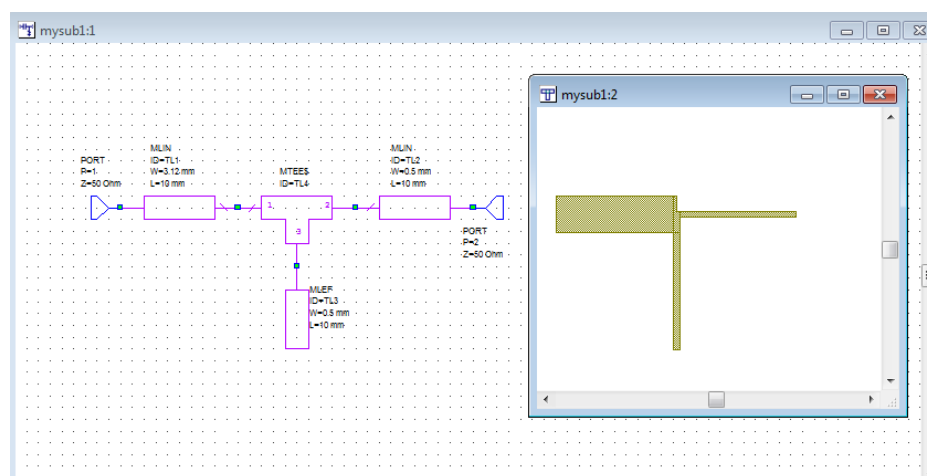 mysub1:1
mysub1:2
PORT
P=1
Z=50 Ohm
MLIN
ID=TL1
W=3.12 mm
L=10 mm
MTEE$
ID=TL4
1
2
3
MLIN
ID=TL2
W=0.5 mm
L=10 mm
PORT
P=2
Z=50 Ohm
MLEF
ID=TL3
W=0.5 mm
L=10 mm